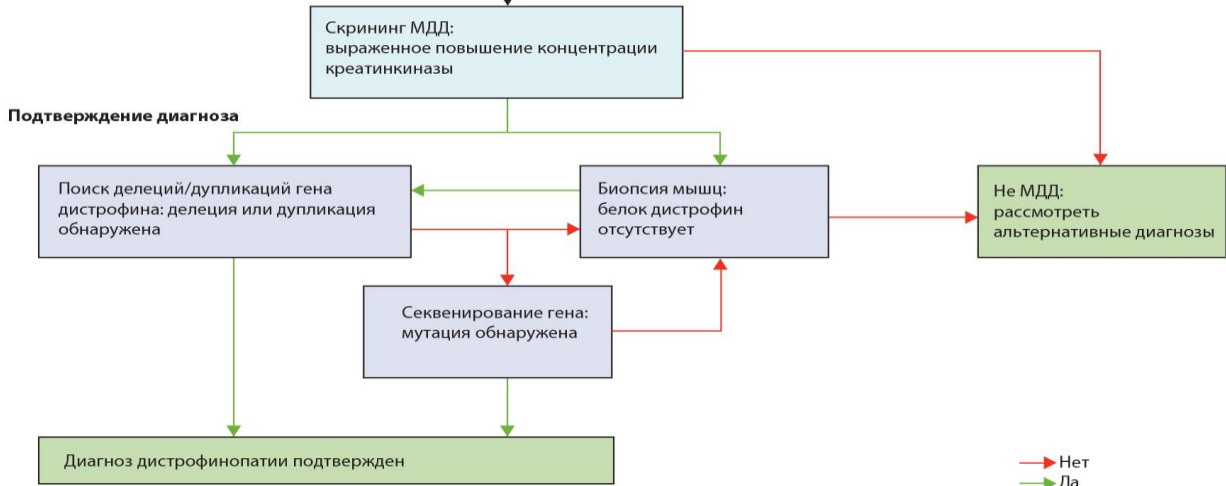 Скрининг МДД:
выраженное повышение концентрации
креатинкиназы
Подтверждение диагноза
Поиск делеций/дупликаций гена
дистрофина: делеция или дупликация
обнаружена
Биопсия мышц:
белок дистрофин
отсутствует
Не МДД:
рассмотреть
альтернативные диагнозы
Секвенирование гена:
мутация обнаружена
Диагноз дистрофинопатии подтвержден
Нет
Да